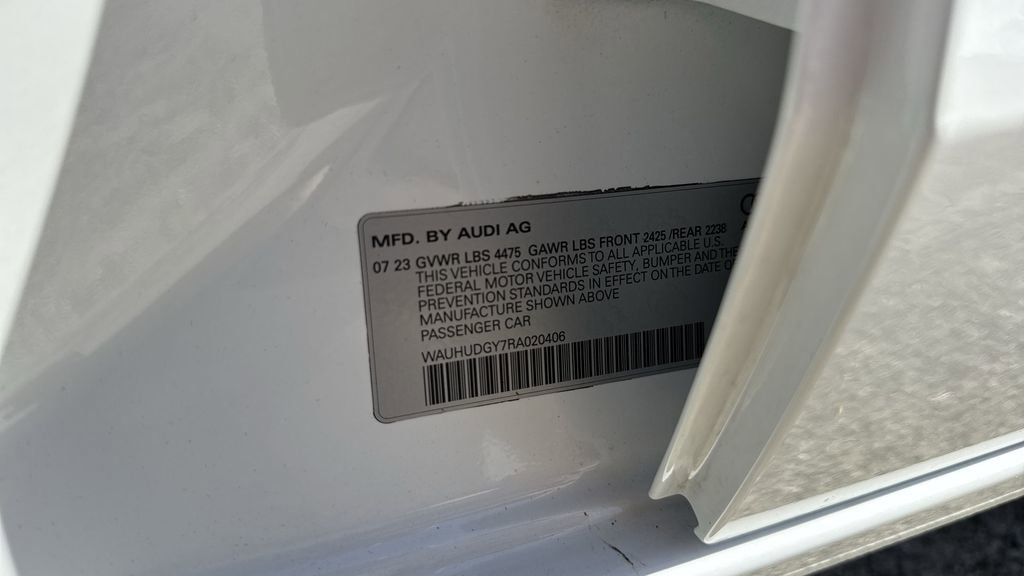 MFD. BY AUDI AG
07 23 GVWR LBS 4475 GAWR LBS FRONT 2425 /REAR 2238
THIS VEHICLE CONFORMS TO ALL APPLICABLE U.S.
FEDERAL MOTOR VEHICLE SAFETY, BUMPER AND THE
PREVENTION STANDARDS IN EFFECT ON THE DATE
MANUFACTURE SHOWN ABOVE
PASSENGER CAR
WAUHUDGY7RA020406